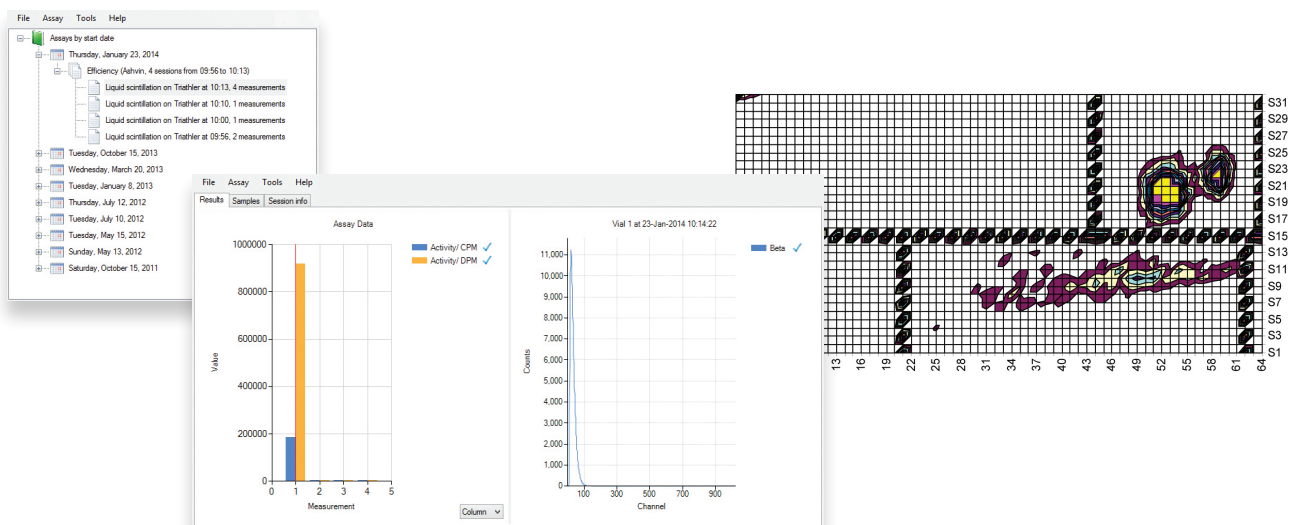 File Assay Tools Help
Assays by start date
Thursday, January 23, 2014
Efficiency (Ashvin, 4 sessions from 09:56 to 10:13)
Liquid scintillation on Triathler at 10:13, 4 measurements
Liquid scintillation on Triathler at 10:10, 1 measurements
Liquid scintillation on Triathler at 10:00, 1 measurements
Liquid scintillation on Triathler at 09:56, 2 measurements
Tuesday, October 15, 2013
Wednesday, March 20, 2013
Tuesday, January 8, 2013
Thursday, July 12, 2012
Tuesday, July 10, 2012
Tuesday, May 15, 2012
Sunday, May 13, 2012
Saturday, October 15, 2011
File Assay Tools Help
Results Samples Session info
Assay Data
Activity/ CPM
Activity/ DPM
1000000
800000
600000
400000
200000
0
Value
0 1 2 3 4 5
Measurement
Column
Vial 1 at 23-Jan-2014 10:14:22
Beta
11,000
10,000
9,000
8,000
7,000
6,000
5,000
4,000
3,000
2,000
1,000
0
Counts
100 300 500 700 900
Channel
S31
S29
S27
S25
S23
S21
S19
S17
S15
S13
S11
S9
S7
S5
S3
S1
13 16 19 22 25 28 31 34 37 40 43 46 49 52 55 58 61 64